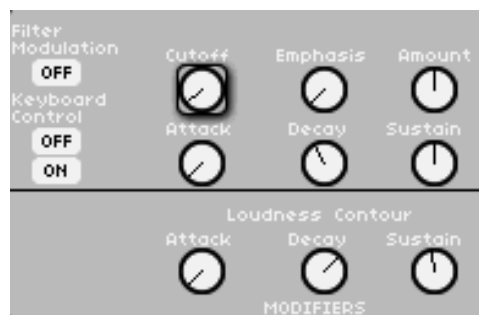 Filter
Modulation
OFF
Cutoff Emphasis Amount
Keyboard
Control
OFF
ON
Attack Decay Sustain
Loudness Contour
Attack Decay Sustain
MODIFIERS